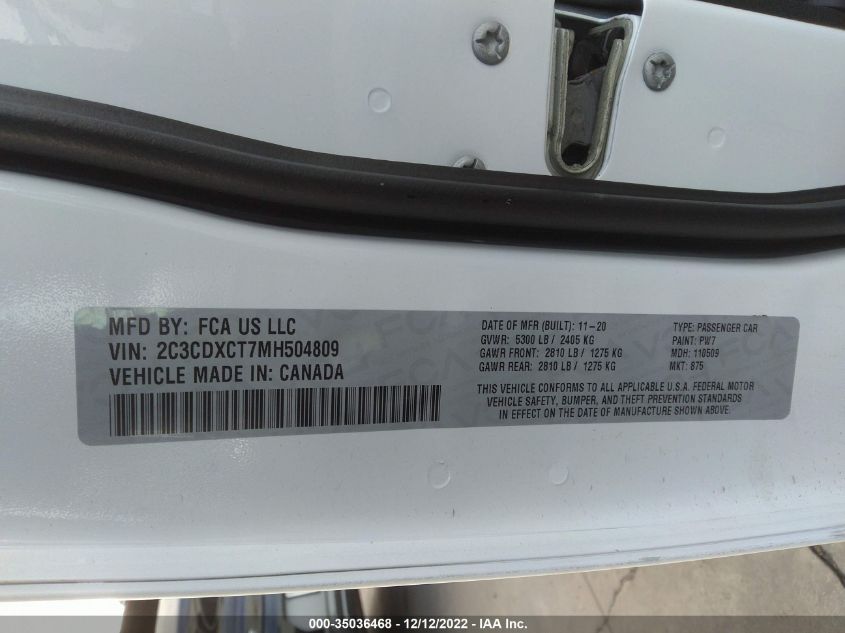 MFD BY: FCA US LLC
VIN: 2C3CDXCT7MH504809
VEHICLE MADE IN: CANADA
DATE OF MFR (BUILT): 11-20
GVWR: 5300 LB / 2405 KG
GAWR FRONT: 2810 LB / 1275 KG
GAWR REAR: 2810 LB / 1275 KG
TYPE: PASSENGER CAR
PAINT: PW7
MDH: 110509
MKT: 875
THIS VEHICLE CONFORMS TO ALL APPLICABLE U.S.A. FEDERAL MOTOR
VEHICLE SAFETY, BUMPER, AND THEFT PREVENTION STANDARDS
IN EFFECT ON THE DATE OF MANUFACTURE SHOWN ABOVE.
000-35036468 - 12/12/2022 - IAA Inc.